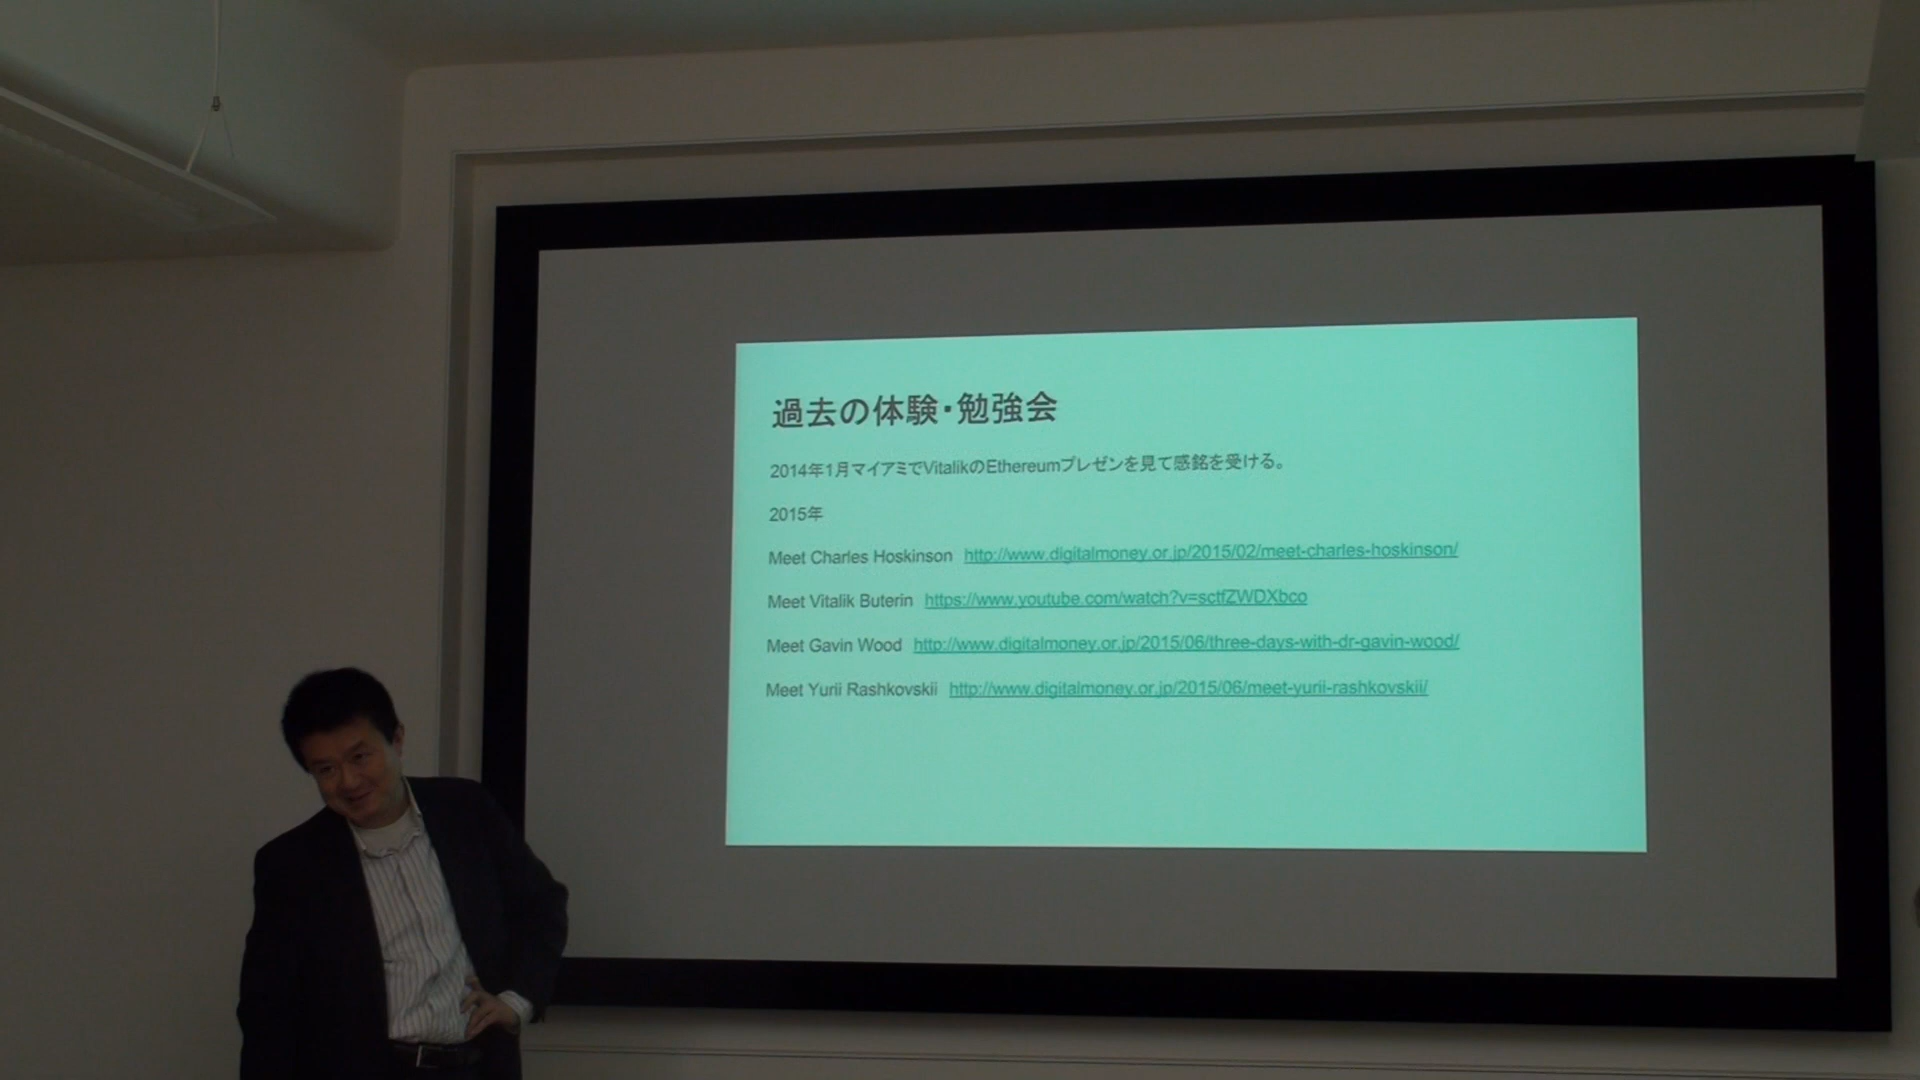 過去の体験・勉強会
2014年1月マイアミでVitalikのEthereumプレゼンを見て感銘を受ける。
2015年
Meet Charles Hoskinson http://www.digitalmoney.or.jp/2015/02/meet-charles-hoskinson/
Meet Vitalik Buterin https://www.youtube.com/watch?v=sctfZWDXbco
Meet Gavin Wood http://www.digitalmoney.or.jp/2015/06/three-days-with-dr-gavin-wood/
Meet Yurii Rashkovskii http://www.digitalmoney.or.jp/2015/06/meet-yurii-rashkovskii/